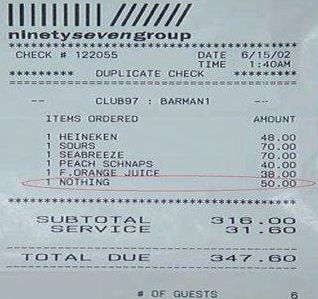 ninetysevengroup
********************************************
CHECK # 122055 DATE 6/15/02
TIME 1:40AM
********* DUPLICATE CHECK *********
-- CLUB97 : BARMAN1 --
ITEMS ORDERED AMOUNT
1 HEINEKEN 48.00
1 SOURS 70.00
1 SEABREEZE 70.00
1 PEACH SCHNAPS 40.00
1 F.ORANGE JUICE 38.00
1 NOTHING 50.00
********************************************
SUBTOTAL 316.00
SERVICE 31.60
--------------------------------------------
TOTAL DUE 347.60
--------------------------------------------
# OF GUESTS 6